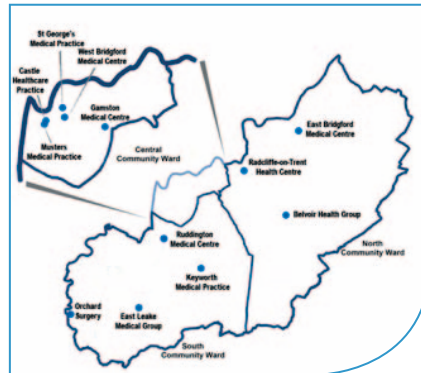 St George's
Medical Practice
West Bridgford
Medical Centre
Castle
Healthcare
Practice
Gamston
Medical Centre
Musters
Medical Practice
Central
Community Ward
East Bridgford
Medical Centre
Radcliffe-on-Trent
Health Centre
Belvoir Health Group
Ruddington
Medical Centre
North
Community Ward
Keyworth
Medical Practice
Orchard
Surgery
East Leake
Medical Group
South
Community Ward